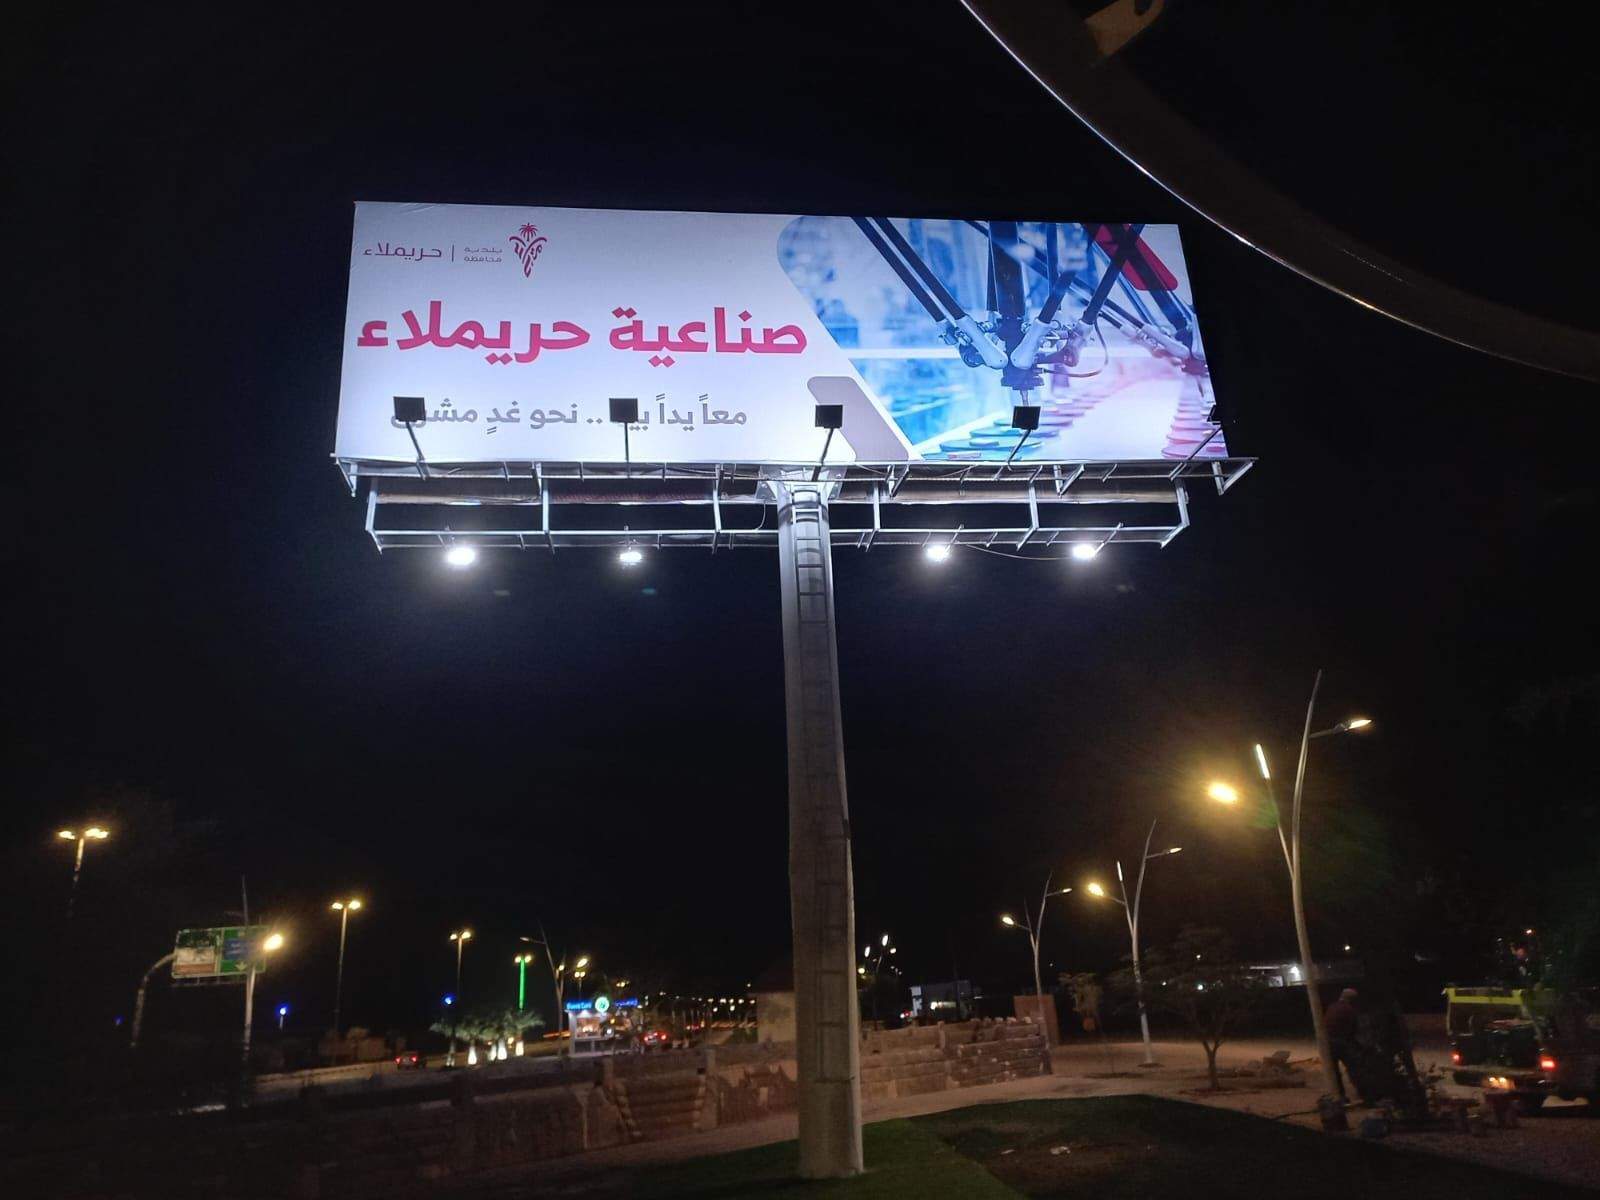 بلدية
محافظة
حريملاء
صناعية حريملاء
معاً يداً .. نحو غدٍ